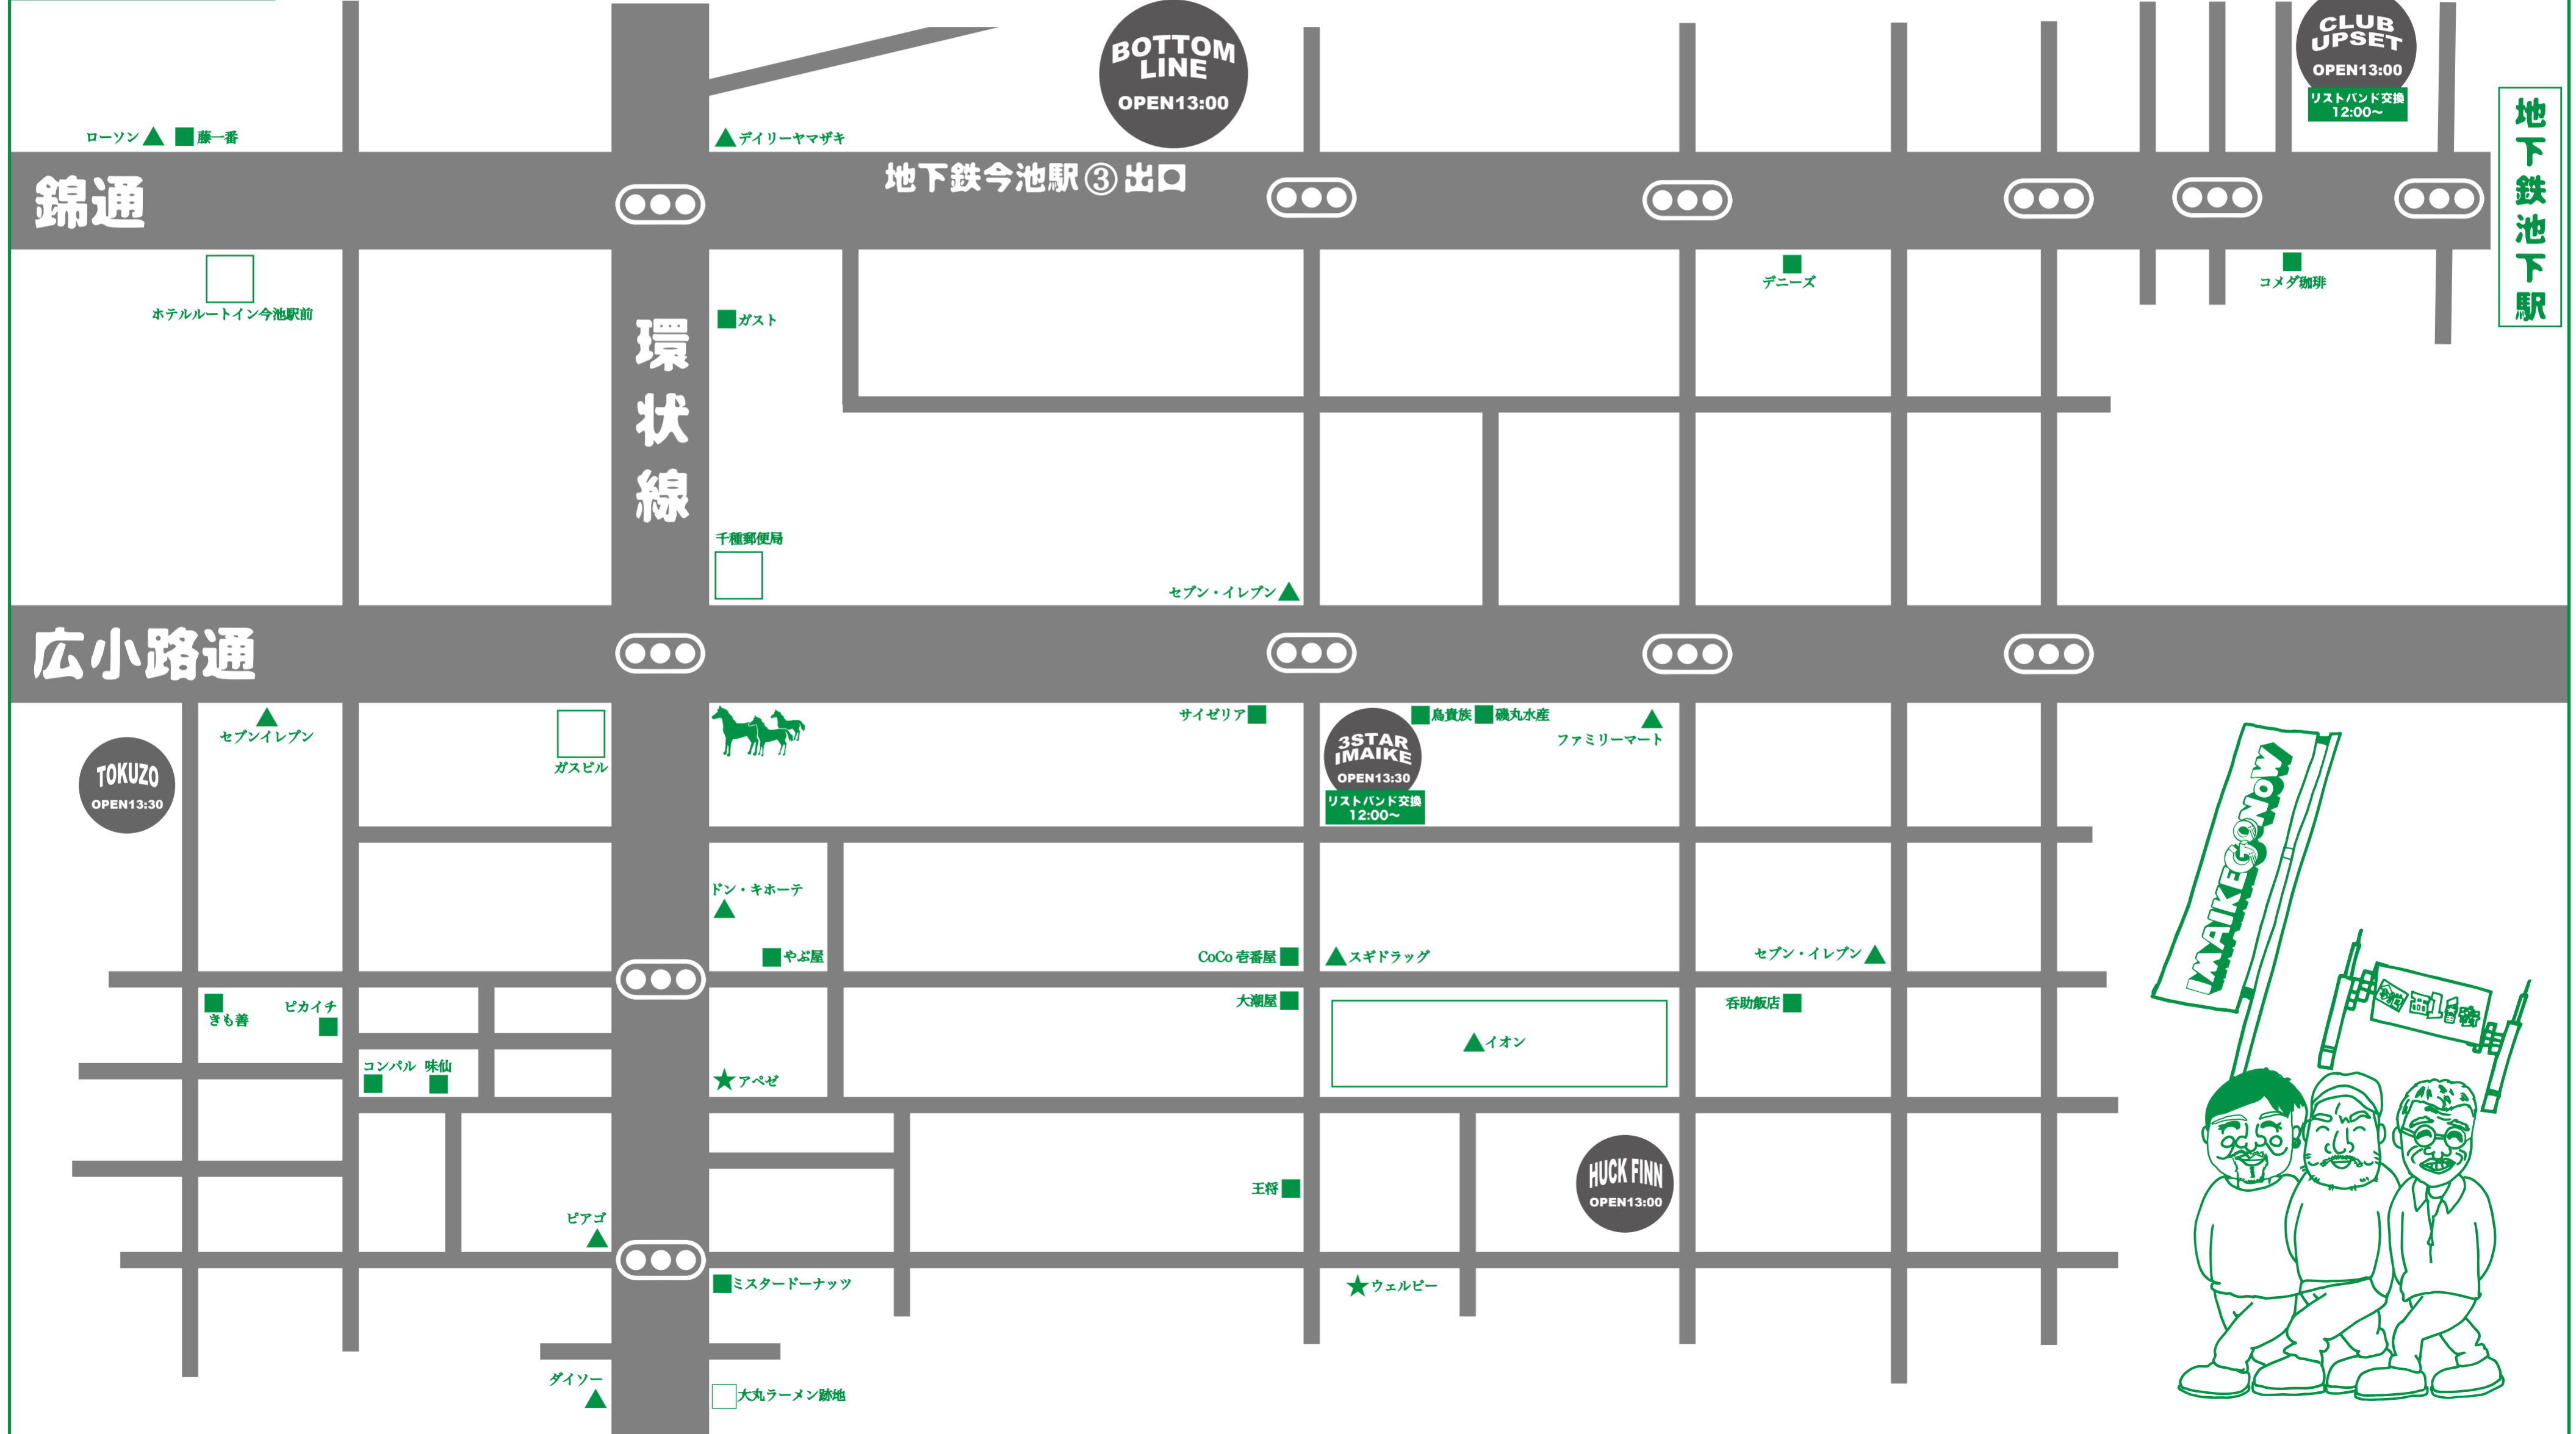 BOTTOM
LINE
OPEN13:00
CLUB
UPSET
OPEN13:00
リストバンド交換
12:00〜
地下鉄池下駅
ローソン
藤一番
デイリーヤマザキ
錦通
地下鉄今池駅③出口
ホテルルートイン今池駅前
環状線
ガスト
デニーズ
コメダ珈琲
千種郵便局
セブン・イレブン
広小路通
セブンイレブン
ガスビル
サイゼリア
鳥貴族
磯丸水産
ファミリーマート
TOKUZO
OPEN13:30
3STAR
IMAIKE
OPEN13:30
リストバンド交換
12:00〜
IMAIKEGONOW
ドン・キホーテ
やぶ屋
CoCo 壱番屋
スギドラッグ
セブン・イレブン
きも善
ピカイチ
大潮屋
イオン
呑助飯店
コンパル
味仙
アペゼ
HUCK FINN
OPEN13:00
王将
ピアゴ
ミスタードーナッツ
ウェルビー
ダイソー
大丸ラーメン跡地